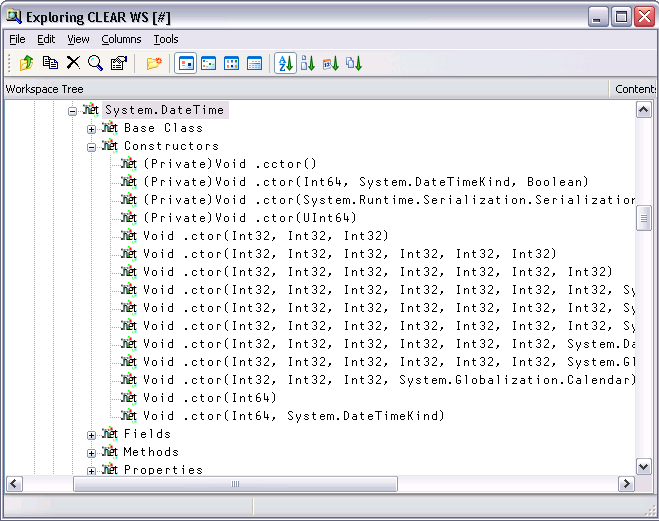 Exploring CLEAR WS [#]
File Edit View Columns Tools
Workspace Tree Contents
System.DateTime
Base Class
Constructors
(Private)Void .cctor()
(Private)Void .ctor(Int64, System.DateTimeKind, Boolean)
(Private)Void .ctor(System.Runtime.Serialization.Serialization
(Private)Void .ctor(UInt64)
Void .ctor(Int32, Int32, Int32)
Void .ctor(Int32, Int32, Int32, Int32, Int32, Int32)
Void .ctor(Int32, Int32, Int32, Int32, Int32, Int32, Int32)
Void .ctor(Int32, Int32, Int32, Int32, Int32, Int32, Int32, Sy
Void .ctor(Int32, Int32, Int32, Int32, Int32, Int32, Int32, Sy
Void .ctor(Int32, Int32, Int32, Int32, Int32, Int32, Int32, Sy
Void .ctor(Int32, Int32, Int32, Int32, Int32, Int32, System.Da
Void .ctor(Int32, Int32, Int32, Int32, Int32, Int32, System.Gl
Void .ctor(Int32, Int32, Int32, System.Globalization.Calendar)
Void .ctor(Int64)
Void .ctor(Int64, System.DateTimeKind)
Fields
Methods
Properties